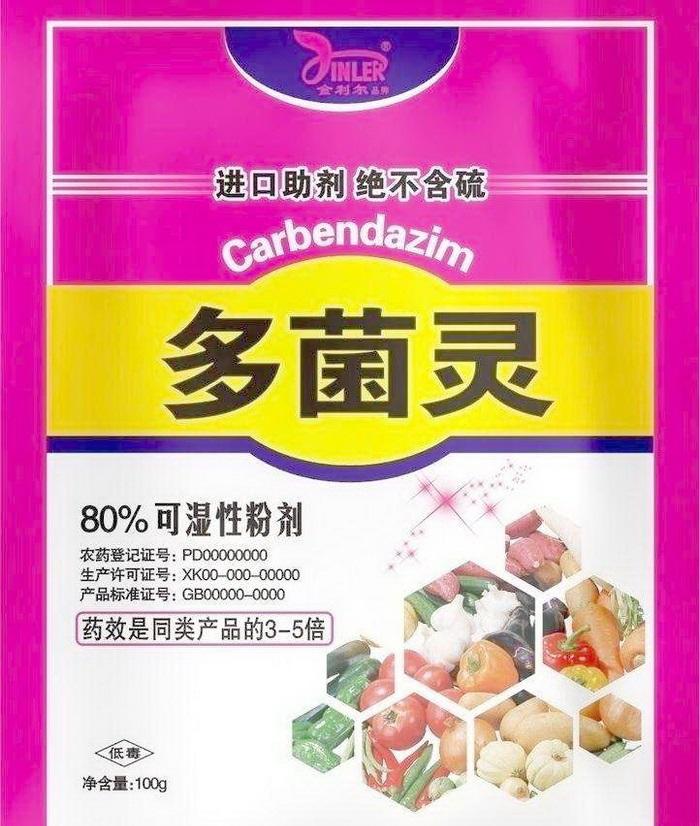 JINLER®
金利尔品牌
进口助剂 绝不含硫
Carbendazim
多菌灵
80%可湿性粉剂
农药登记证号：PD00000000
生产许可证号：XK00-000-00000
产品标准证号：GB00000-0000
药效是同类产品的3-5倍
低毒
净含量：100g